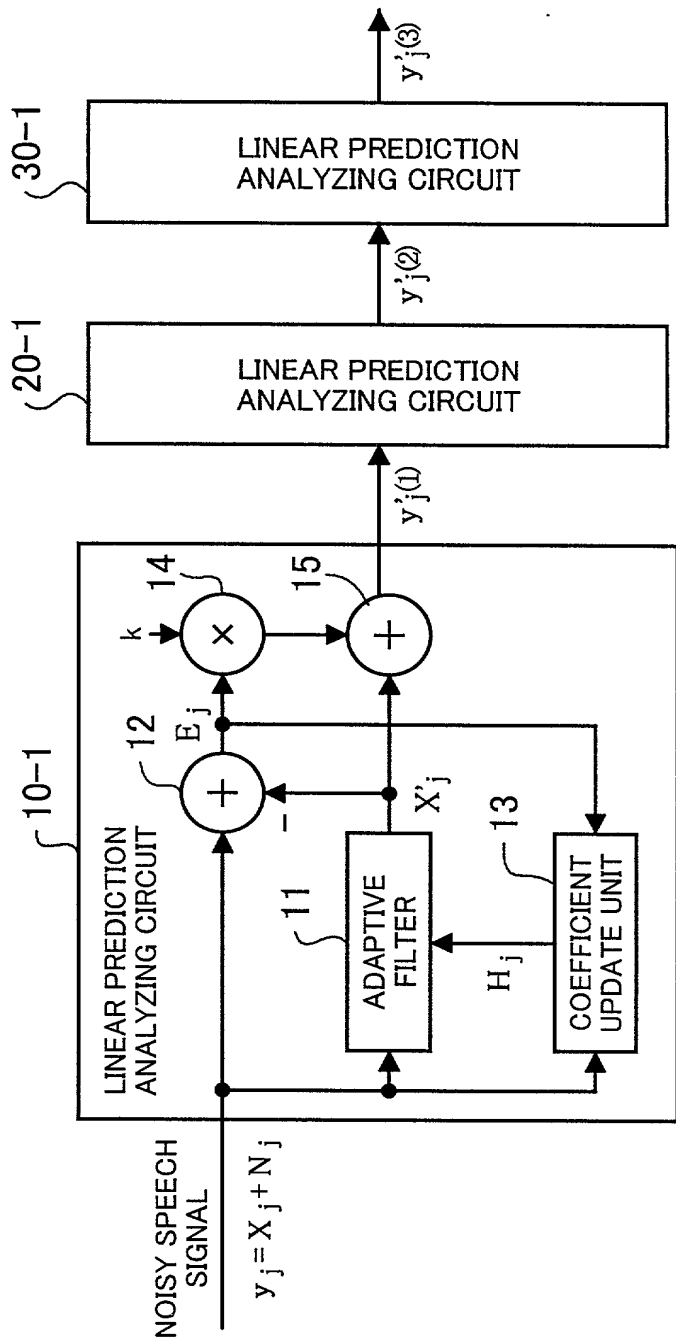 NOISY SPEECH
SIGNAL
y_j = X_j + N_j
10-1
LINEAR PREDICTION
ANALYZING CIRCUIT
12
+
−
E_j
k
14
×
15
+
11
ADAPTIVE
FILTER
X'_j
H_j
13
COEFFICIENT
UPDATE UNIT
y'_j(1)
20-1
LINEAR PREDICTION
ANALYZING CIRCUIT
y'_j(2)
30-1
LINEAR PREDICTION
ANALYZING CIRCUIT
y'_j(3)